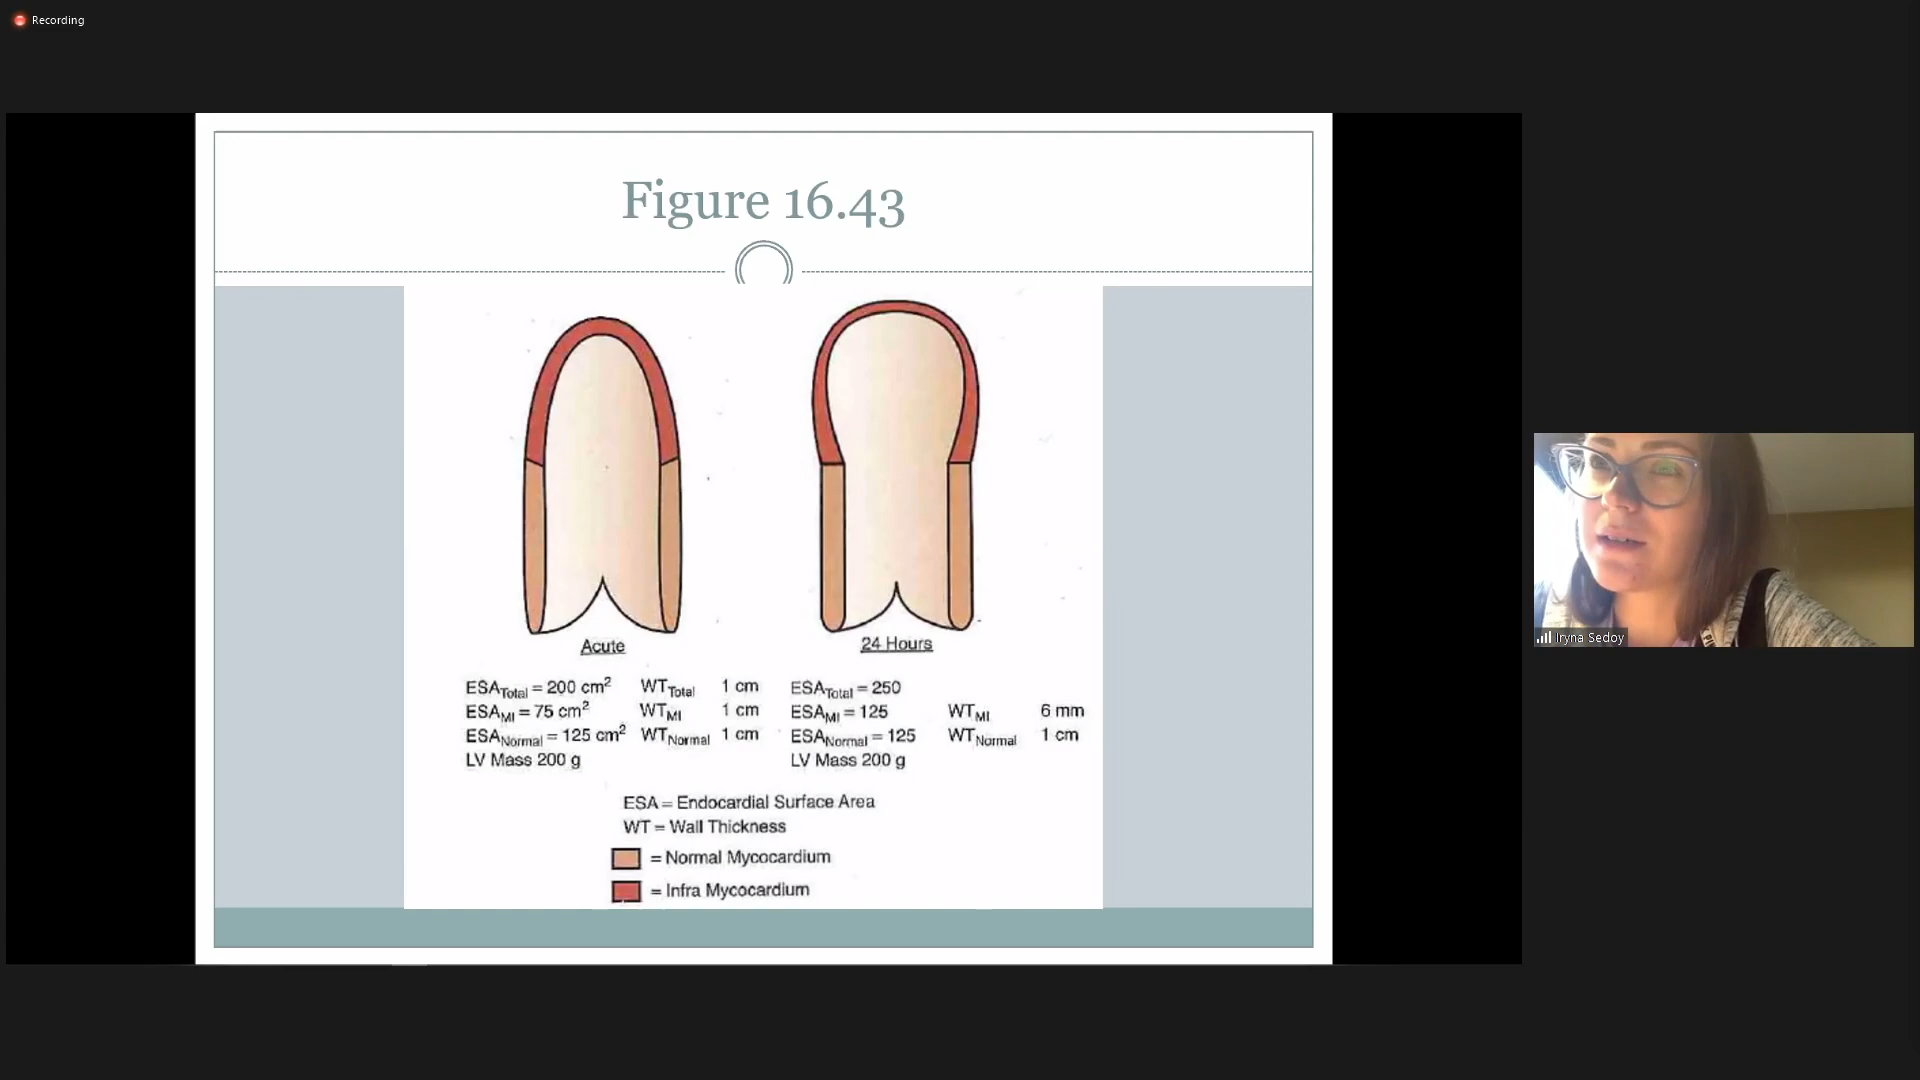 Recording
Figure 16.43
Acute
24 Hours
ESATotal = 200 cm2 WTTotal 1 cm
ESAMI = 75 cm2 WTMI 1 cm
ESANormal = 125 cm2 WTNormal 1 cm
LV Mass 200 g
ESATotal = 250
ESAMI = 125 WTMI 6 mm
ESANormal = 125 WTNormal 1 cm
LV Mass 200 g
ESA = Endocardial Surface Area
WT = Wall Thickness
= Normal Mycocardium
= Infra Mycocardium
Iryna Sedoy